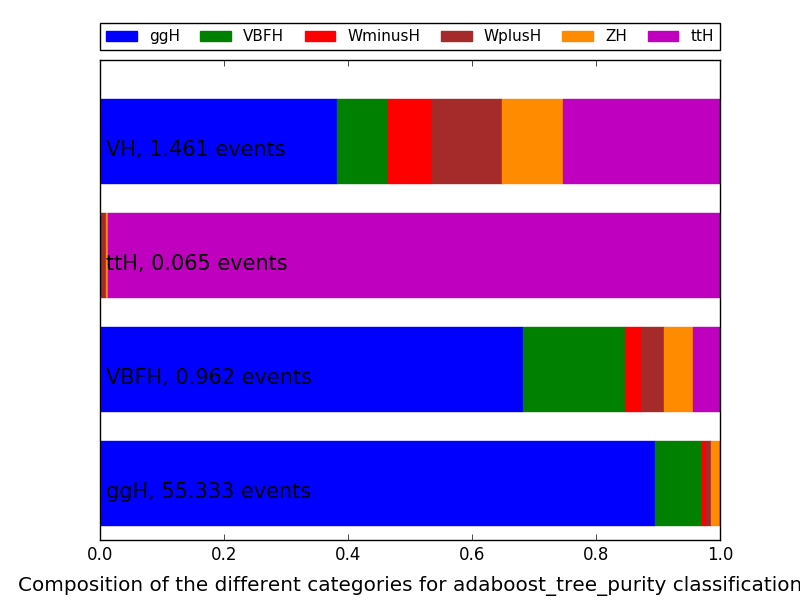 ggH VBFH WminusH WplusH ZH ttH
VH, 1.461 events
ttH, 0.065 events
VBFH, 0.962 events
ggH, 55.333 events
0.0 0.2 0.4 0.6 0.8 1.0
Composition of the different categories for adaboost_tree_purity classification